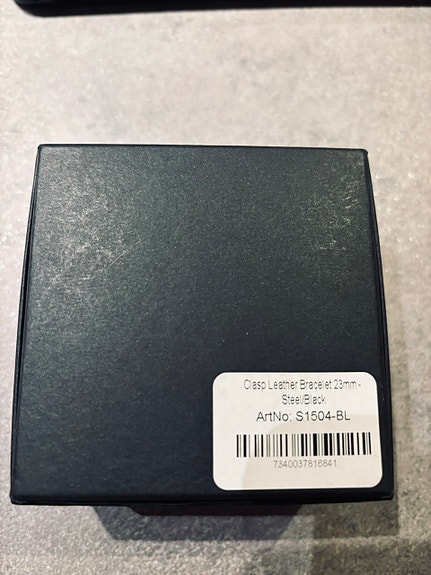 Clasp Leather Bracelet 23mm -
Steel/Black
ArtNo: S1504-BL
7340037816841